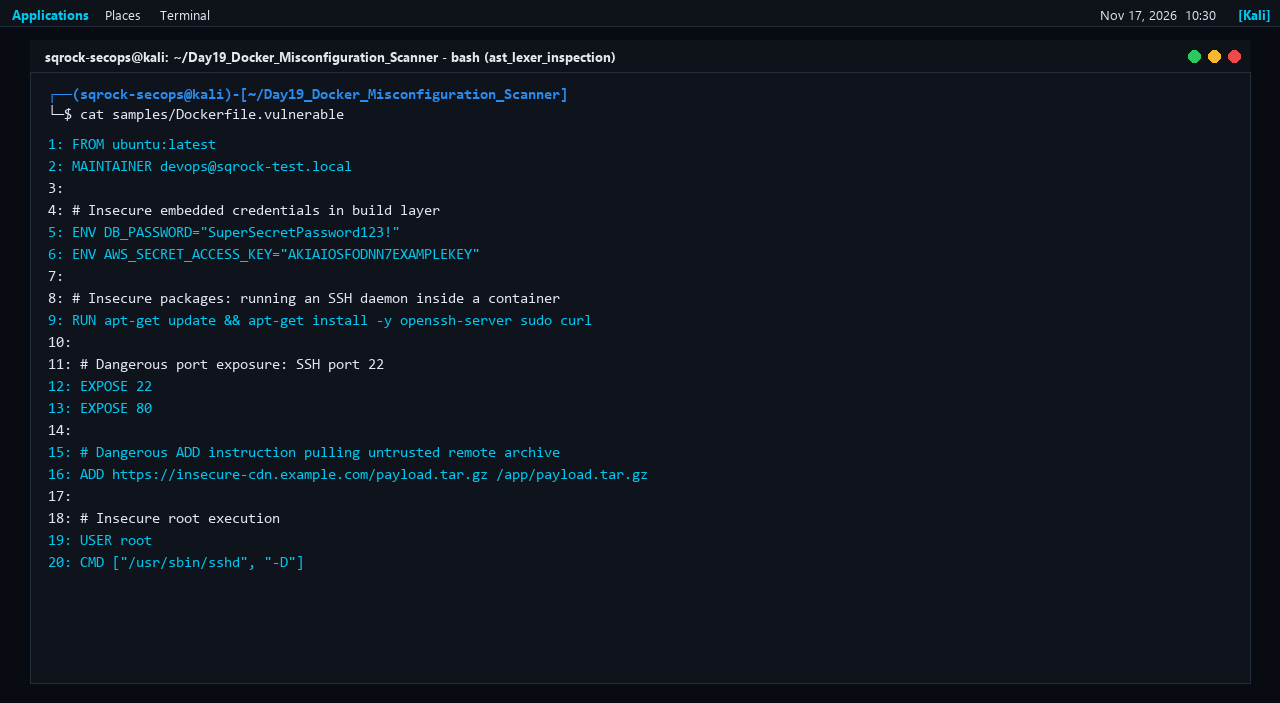 Applications Places Terminal Nov 17, 2026 10:30 [Kali]
sqrock-secops@kali: ~/Day19_Docker_Misconfiguration_Scanner - bash (ast_lexer_inspection)
┌──(sqrock-secops@kali)-[~/Day19_Docker_Misconfiguration_Scanner]
└─$ cat samples/Dockerfile.vulnerable
1: FROM ubuntu:latest
2: MAINTAINER devops@sqrock-test.local
3:
4: # Insecure embedded credentials in build layer
5: ENV DB_PASSWORD="SuperSecretPassword123!"
6: ENV AWS_SECRET_ACCESS_KEY="AKIAIOSFODNN7EXAMPLEKEY"
7:
8: # Insecure packages: running an SSH daemon inside a container
9: RUN apt-get update && apt-get install -y openssh-server sudo curl
10:
11: # Dangerous port exposure: SSH port 22
12: EXPOSE 22
13: EXPOSE 80
14:
15: # Dangerous ADD instruction pulling untrusted remote archive
16: ADD https://insecure-cdn.example.com/payload.tar.gz /app/payload.tar.gz
17:
18: # Insecure root execution
19: USER root
20: CMD ["/usr/sbin/sshd", "-D"]